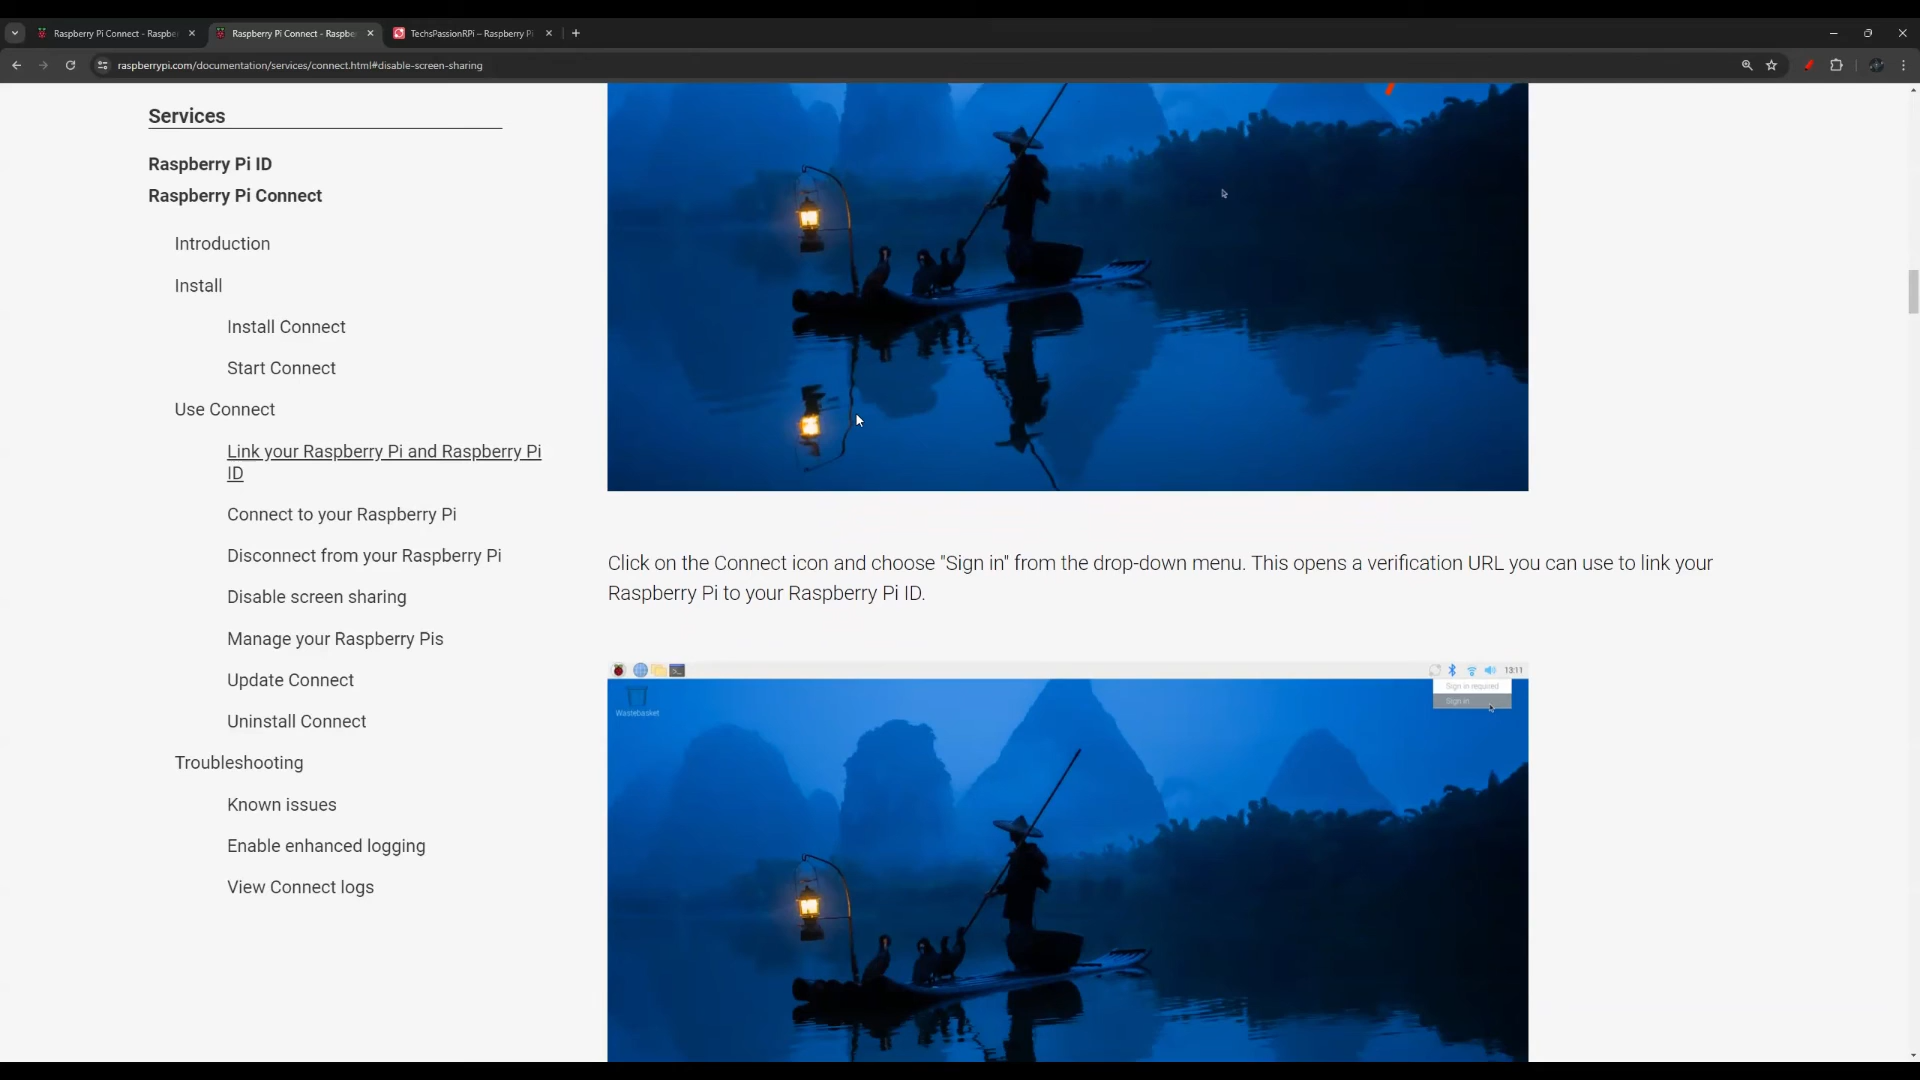 Raspberry Pi Connect - Raspbe
Raspberry Pi Connect - Raspbe
TechsPassionRPi – Raspberry Pi
raspberrypi.com/documentation/services/connect.html#disable-screen-sharing
Services
Raspberry Pi ID
Raspberry Pi Connect
Introduction
Install
Install Connect
Start Connect
Use Connect
Link your Raspberry Pi and Raspberry Pi
ID
Connect to your Raspberry Pi
Disconnect from your Raspberry Pi
Disable screen sharing
Manage your Raspberry Pis
Update Connect
Uninstall Connect
Troubleshooting
Known issues
Enable enhanced logging
View Connect logs
Click on the Connect icon and choose "Sign in" from the drop-down menu. This opens a verification URL you can use to link your
Raspberry Pi to your Raspberry Pi ID.
13:11
Sign in required
Sign in
Wastebasket